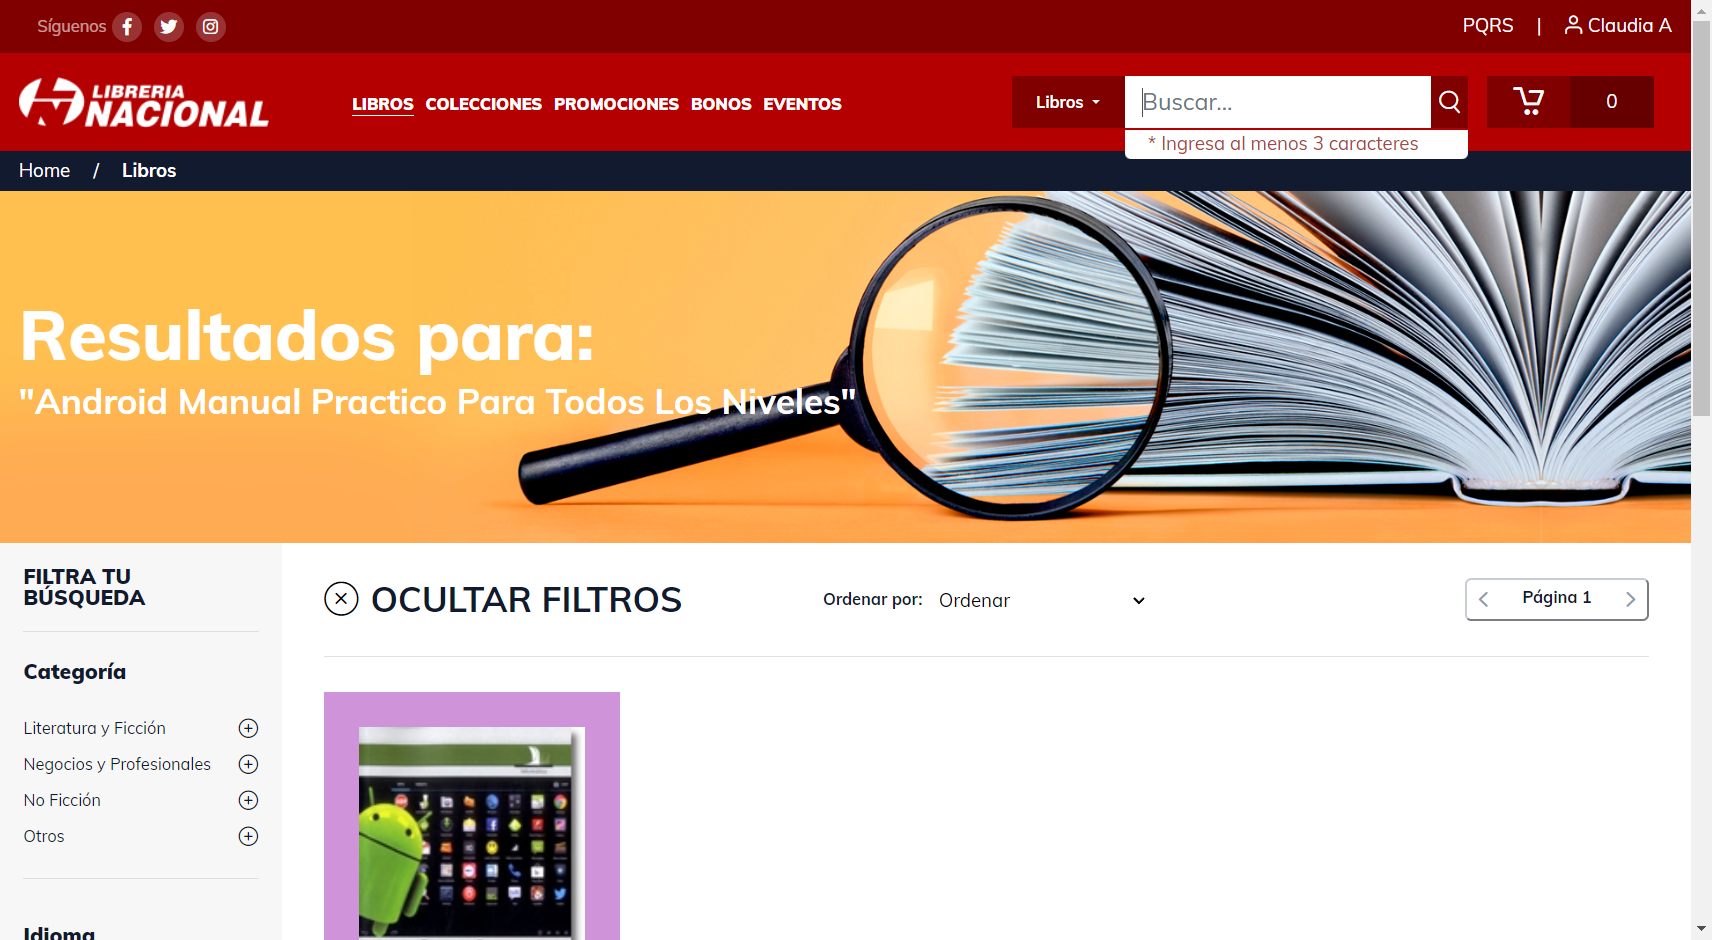 Síguenos
PQRS | Claudia A
LIBRERIA
NACIONAL
LIBROS COLECCIONES PROMOCIONES BONOS EVENTOS
Libros
Buscar...
0
* Ingresa al menos 3 caracteres
Home / Libros
Resultados para:
"Android Manual Practico Para Todos Los Niveles"
FILTRA TU
BÚSQUEDA
OCULTAR FILTROS
Ordenar por: Ordenar
Página 1
Categoría
Literatura y Ficción
Negocios y Profesionales
No Ficción
Otros
Idioma